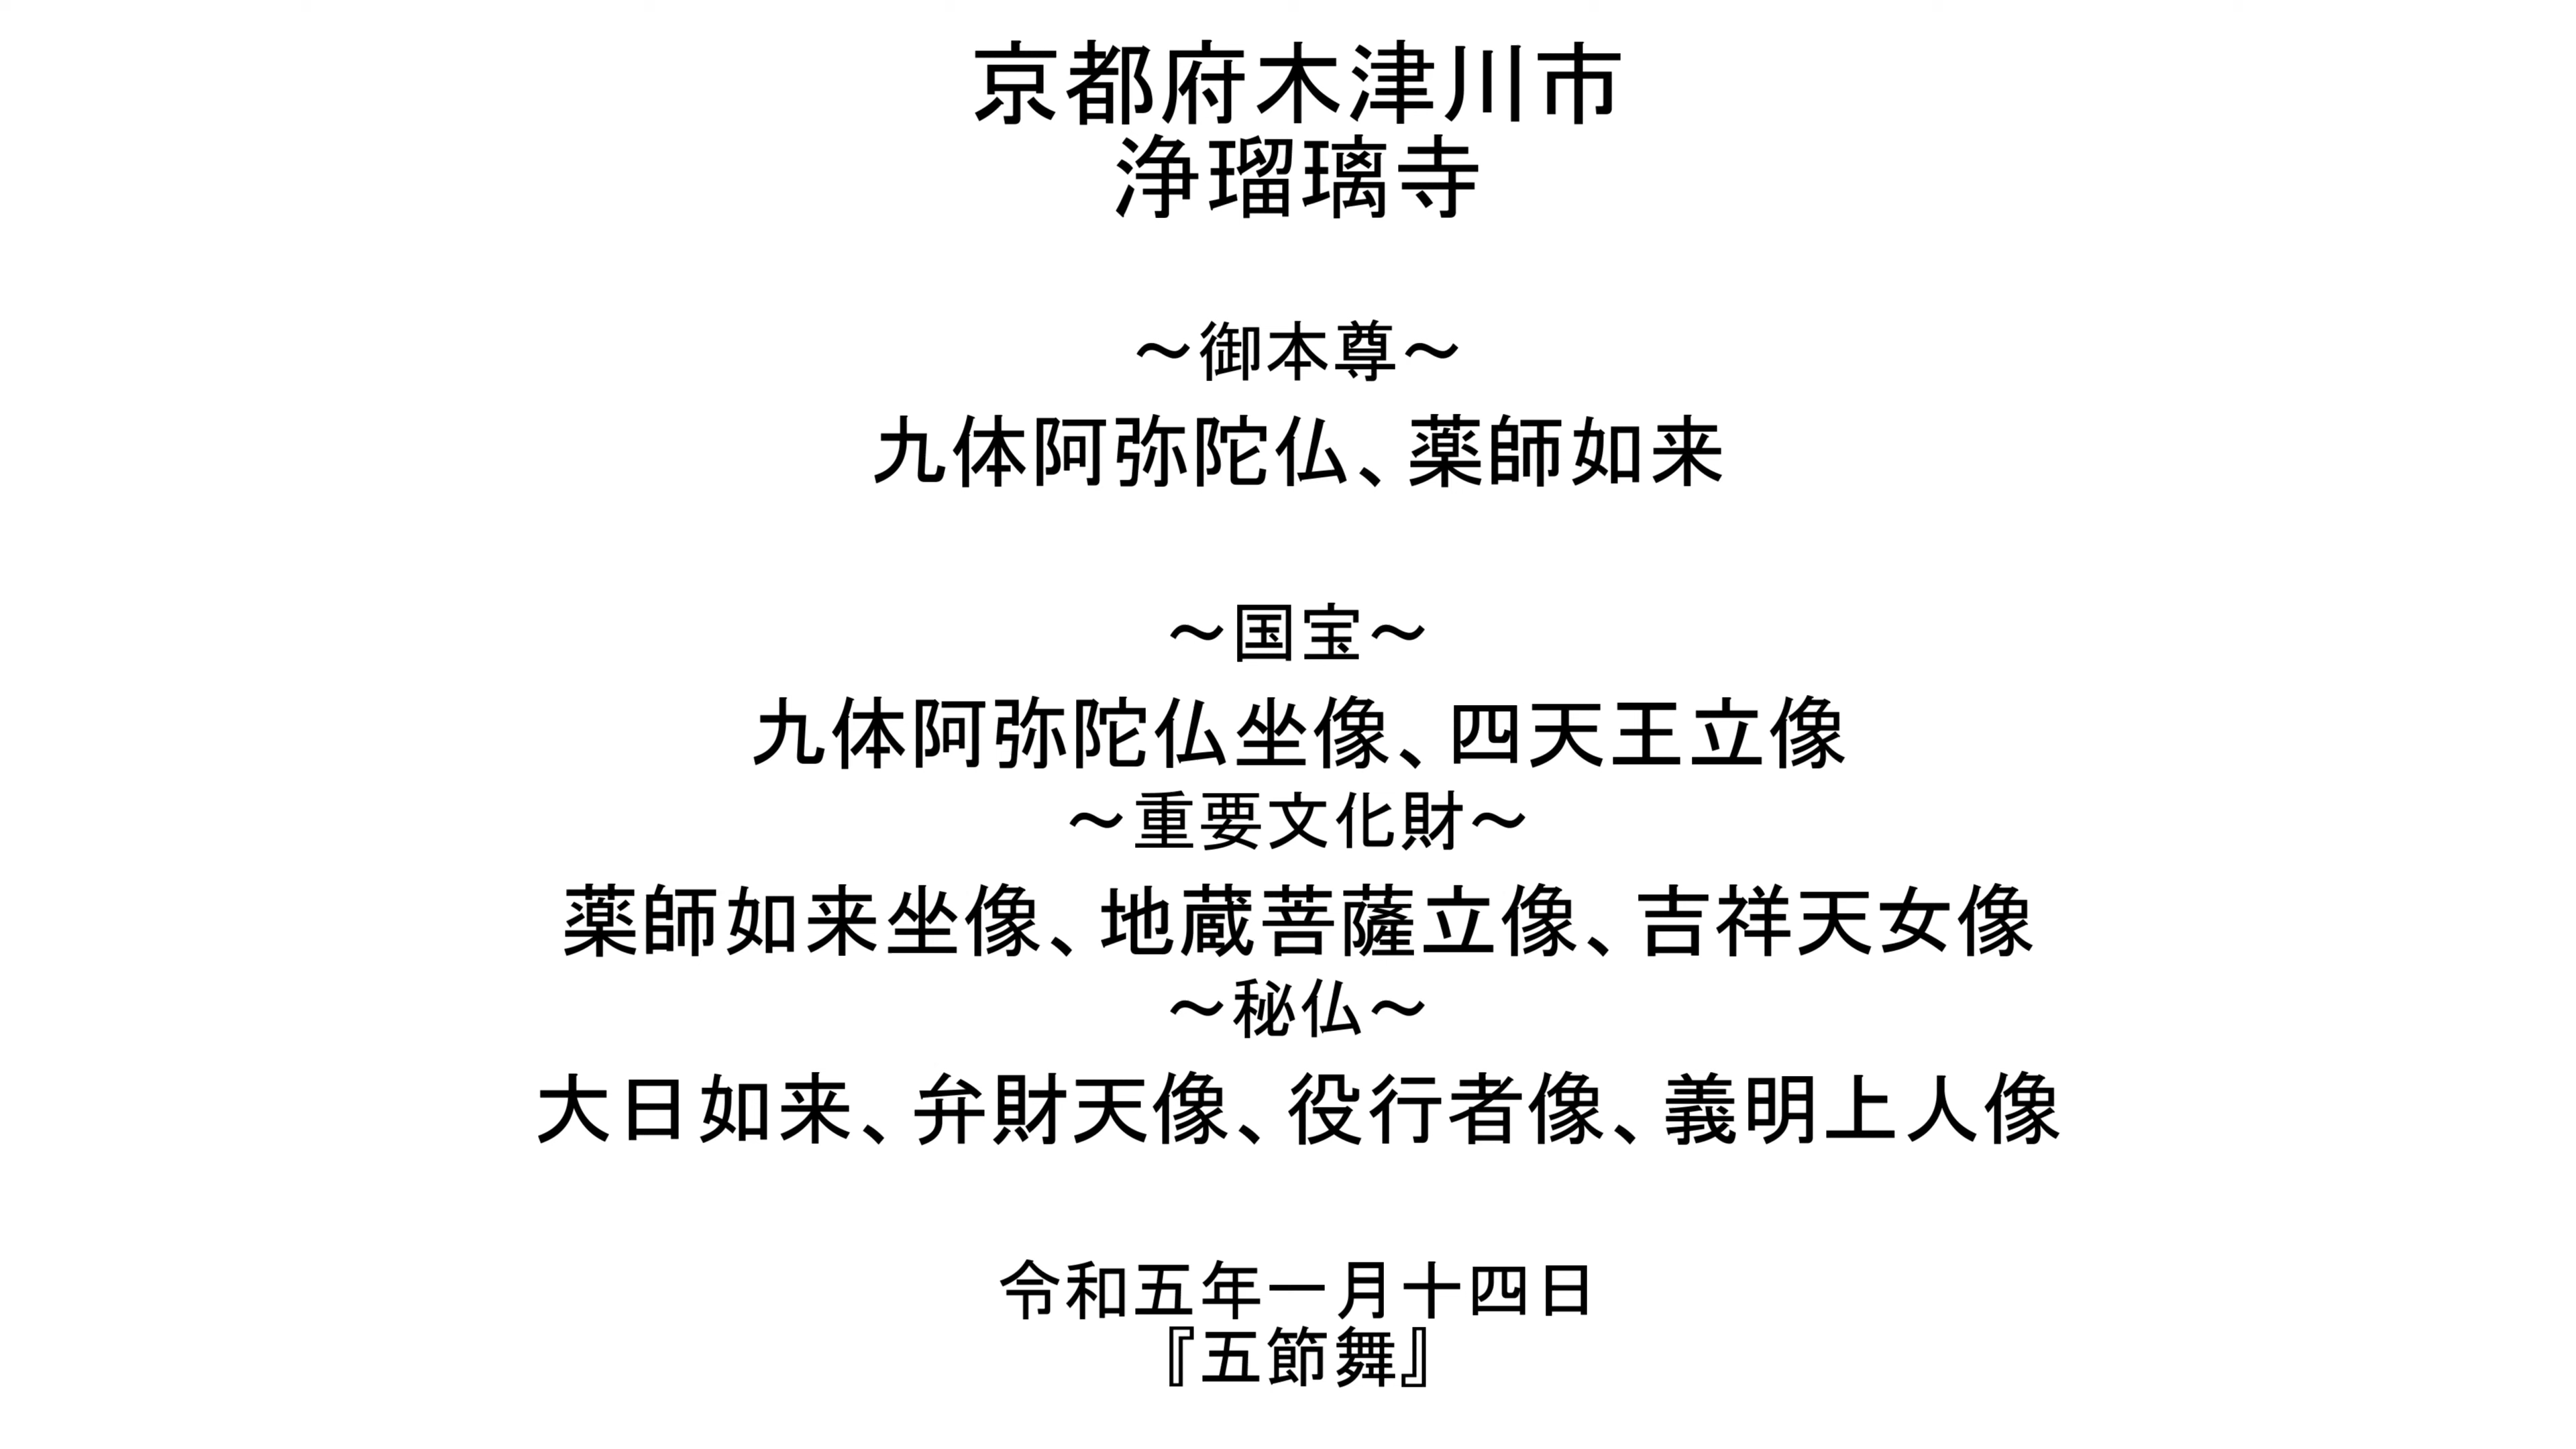 京都府木津川市
浄瑠璃寺
～御本尊～
九体阿弥陀仏、薬師如来
～国宝～
九体阿弥陀仏坐像、四天王立像
～重要文化財～
薬師如来坐像、地蔵菩薩立像、吉祥天女像
～秘仏～
大日如来、弁財天像、役行者像、義明上人像
令和五年一月十四日
『五節舞』